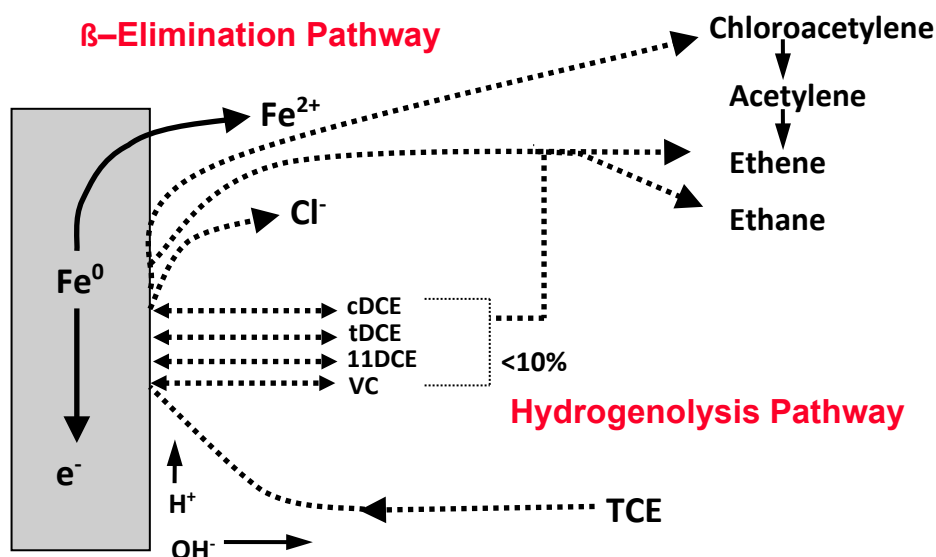 ß–Elimination Pathway
Chloroacetylene
Acetylene
Fe²⁺
Ethene
Cl⁻
Ethane
Fe⁰
cDCE
tDCE
11DCE
<10%
VC
Hydrogenolysis Pathway
e⁻
H⁺
TCE
OH⁻